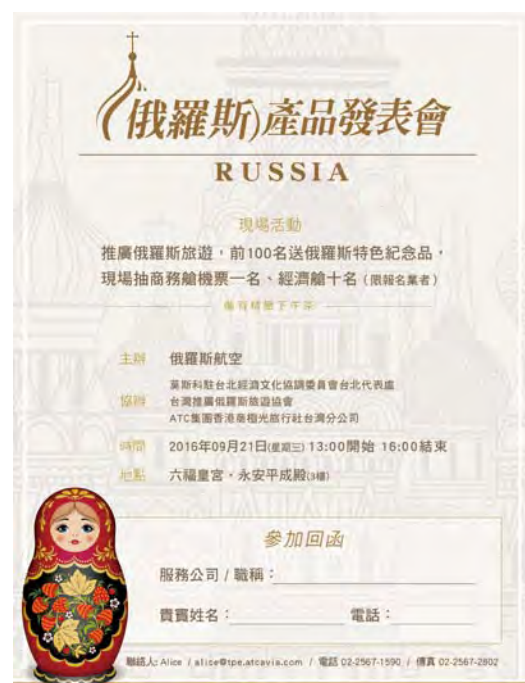 (俄羅斯)產品發表會
RUSSIA
現場活動
推廣俄羅斯旅遊，前100名送俄羅斯特色紀念品，
現場抽商務艙機票一名、經濟艙十名（限報名業者）
備有精緻下午茶
主辦 俄羅斯航空
協辦 莫斯科駐台北經濟文化協調委員會台北代表處
台灣推廣俄羅斯旅遊協會
ATC集團香港商極光旅行社台灣分公司
時間 2016年09月21日(星期三) 13:00開始 16:00結束
地點 六福皇宮・永安平成殿(3樓)
參加回函
服務公司 / 職稱：
貴賓姓名： 電話：
聯絡人: Alice / alice@tpe.atcavia.com / 電話 02-2567-1590 / 傳真 02-2567-2802